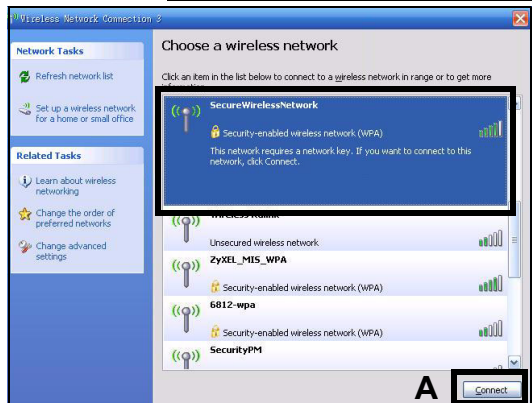 Wireless Network Connection 3
Network Tasks
Refresh network list
Set up a wireless network
for a home or small office
Related Tasks
Learn about wireless
networking
Change the order of
preferred networks
Change advanced
settings
Choose a wireless network
Click an item in the list below to connect to a wireless network in range or to get more
SecureWirelessNetwork
Security-enabled wireless network (WPA)
This network requires a network key. If you want to connect to this
network, click Connect.
Unsecured wireless network
ZyXEL_MIS_WPA
Security-enabled wireless network (WPA)
6812-wpa
Security-enabled wireless network (WPA)
SecurityPM
A
Connect